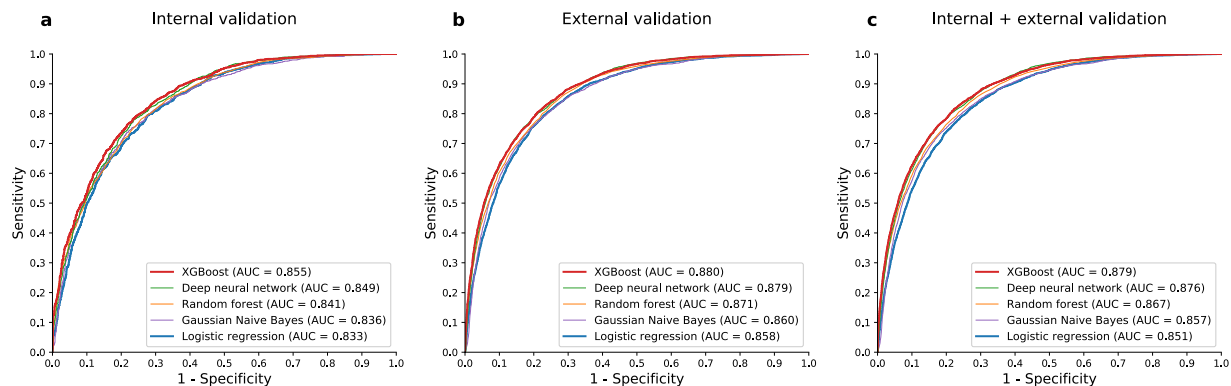 a Internal validation
1.0
0.9
0.8
0.7
0.6
0.5
0.4
0.3
0.2
0.1
0.0
Sensitivity
XGBoost (AUC = 0.855)
Deep neural network (AUC = 0.849)
Random forest (AUC = 0.841)
Gaussian Naive Bayes (AUC = 0.836)
Logistic regression (AUC = 0.833)
0.0 0.1 0.2 0.3 0.4 0.5 0.6 0.7 0.8 0.9 1.0
1 - Specificity
b External validation
1.0
0.9
0.8
0.7
0.6
0.5
0.4
0.3
0.2
0.1
0.0
Sensitivity
XGBoost (AUC = 0.880)
Deep neural network (AUC = 0.879)
Random forest (AUC = 0.871)
Gaussian Naive Bayes (AUC = 0.860)
Logistic regression (AUC = 0.858)
0.0 0.1 0.2 0.3 0.4 0.5 0.6 0.7 0.8 0.9 1.0
1 - Specificity
c Internal + external validation
1.0
0.9
0.8
0.7
0.6
0.5
0.4
0.3
0.2
0.1
0.0
Sensitivity
XGBoost (AUC = 0.879)
Deep neural network (AUC = 0.876)
Random forest (AUC = 0.867)
Gaussian Naive Bayes (AUC = 0.857)
Logistic regression (AUC = 0.851)
0.0 0.1 0.2 0.3 0.4 0.5 0.6 0.7 0.8 0.9 1.0
1 - Specificity